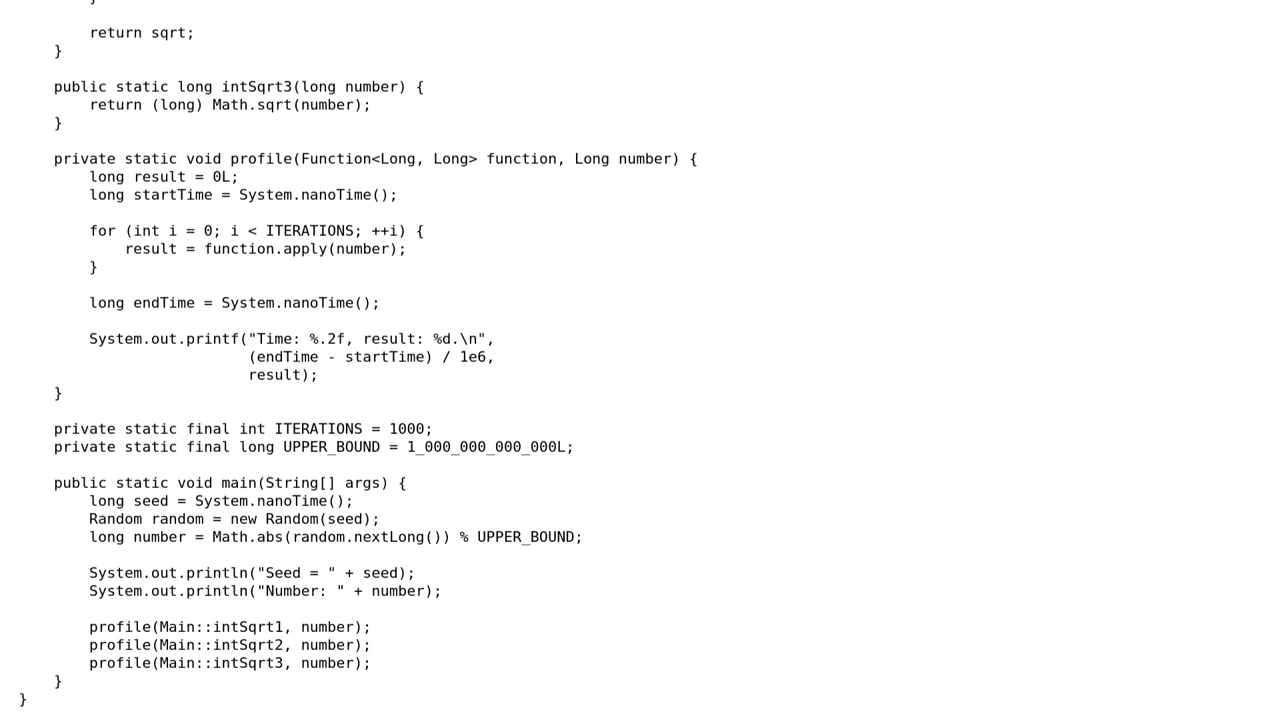 }
return sqrt;
}
public static long intSqrt3(long number) {
return (long) Math.sqrt(number);
}
private static void profile(Function<Long, Long> function, Long number) {
long result = 0L;
long startTime = System.nanoTime();
for (int i = 0; i < ITERATIONS; ++i) {
result = function.apply(number);
}
long endTime = System.nanoTime();
System.out.printf("Time: %.2f, result: %d.\n",
(endTime - startTime) / 1e6,
result);
}
private static final int ITERATIONS = 1000;
private static final long UPPER_BOUND = 1_000_000_000_000L;
public static void main(String[] args) {
long seed = System.nanoTime();
Random random = new Random(seed);
long number = Math.abs(random.nextLong()) % UPPER_BOUND;
System.out.println("Seed = " + seed);
System.out.println("Number: " + number);
profile(Main::intSqrt1, number);
profile(Main::intSqrt2, number);
profile(Main::intSqrt3, number);
}
}